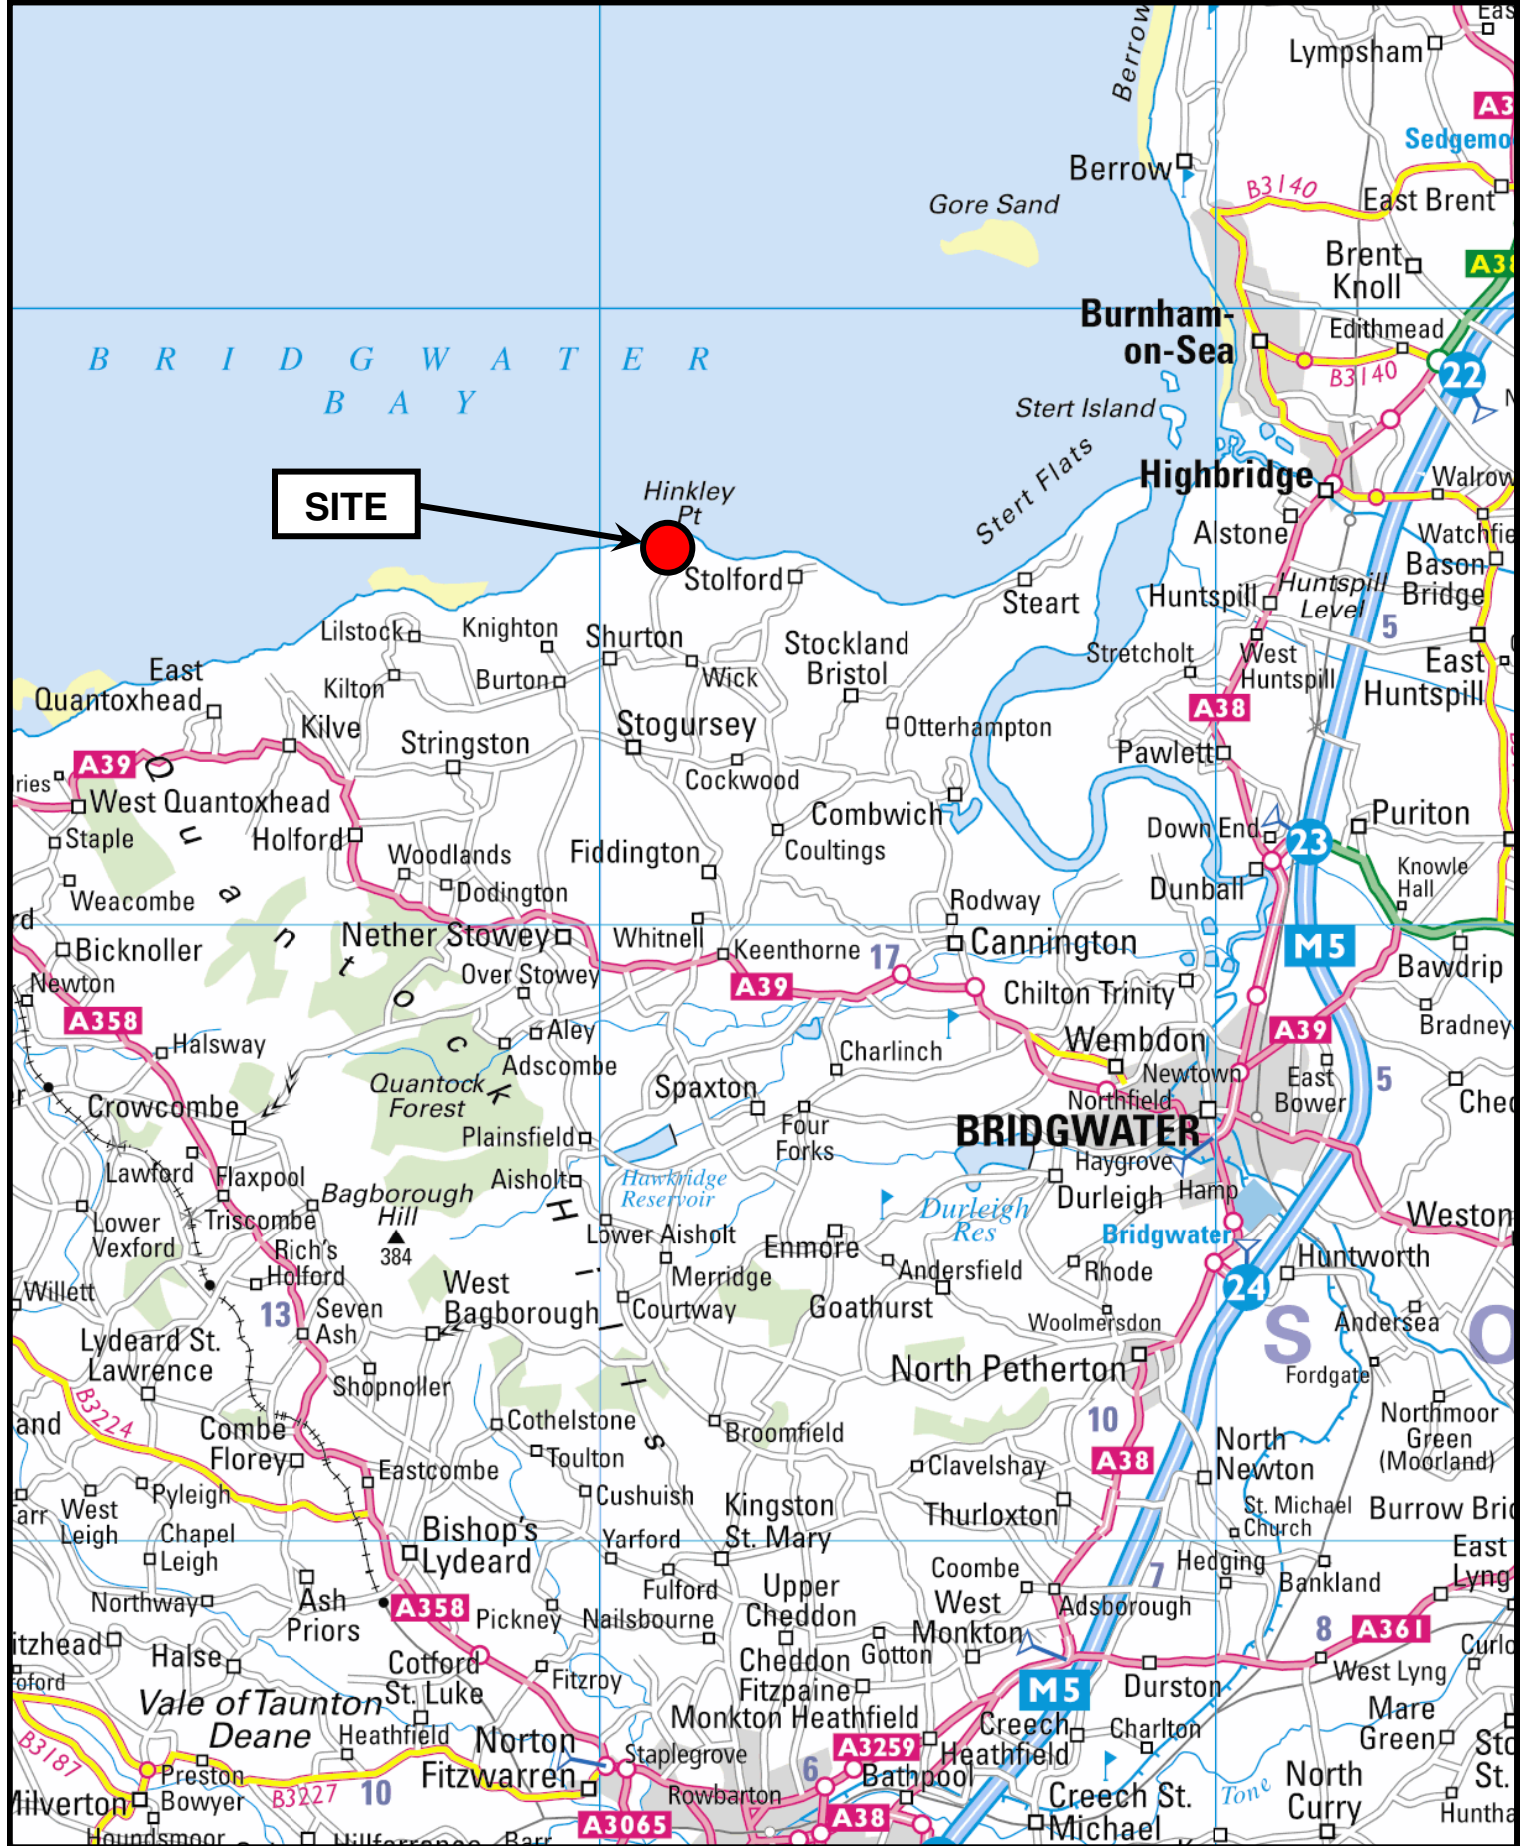 Berrow
Lympsham
Sedgemo
Berrow
B3140
East Brent
Gore Sand
Brent
Knoll
Burnham-
on-Sea
Edithmead
B3140
22
BRIDGWATER
BAY
Stert Island
Stert Flats
SITE
Hinkley
Pt
Highbridge
Walrow
Alstone
Watchfie
Bason
Bridge
Stolford
Steart
Huntspill
Huntspill
Level
5
Lilstock
Knighton
Shurton
Stockland
Bristol
Stretcholt
West
Huntspill
East
Huntspill
East
Quantoxhead
Kilton
Burton
Wick
A38
Kilve
Stringston
Stogursey
Otterhampton
Pawlett
A39
Cockwood
West Quantoxhead
Combwich
Puriton
Staple
Holford
Down End
23
Woodlands
Fiddington
Coultings
Knowle
Hall
Weacombe
Dodington
Rodway
Dunball
Bicknoller
Nether Stowey
Whitnell
Keenthorne
17
Cannington
M5
Bawdrip
Newton
Over Stowey
A39
Chilton Trinity
A358
Bradney
Halsway
Aley
Adscombe
Charlinch
Wembdon
A39
Quantock
Forest
Spaxton
Newtown
Northfield
East
Bower
5
Crowcombe
Four
Forks
BRIDGWATER
Plainsfield
Lawford
Flaxpool
Aisholt
Hawkridge
Reservoir
Haygrove
Durleigh
Hamp
Bagborough
Hill
384
Durleigh
Res
Lower
Vexford
Triscombe
Lower Aisholt
Enmore
Bridgwater
Weston
Rich's
Holford
Merridge
Andersfield
Rhode
Huntworth
24
Willett
13
Seven
Ash
West
Bagborough
Courtway
Goathurst
Woolmersdon
Andersea
S
O
Quantock Hills
Lydeard St.
Lawrence
Shopnoller
North Petherton
Fordgate
B3224
Combe
Florey
Cothelstone
Toulton
Broomfield
10
Northmoor
Green
(Moorland)
Eastcombe
Clavelshay
A38
North
Newton
Pyleigh
West
Leigh
Cushuish
Kingston
St. Mary
Thurloxton
St. Michael
Church
Chapel
Leigh
Bishop's
Lydeard
Yarford
Fulford
Coombe
7
Hedging
Bankland
East
Lyng
Northway
Ash
Priors
A358
Pickney
Nailsbourne
Upper
Cheddon
West
Monkton
Adsborough
8
A361
Halse
Cotford
St. Luke
Fitzroy
Cheddon
Fitzpaine
Gotton
Durston
West Lyng
Vale of Taunton
Deane
Heathfield
Monkton Heathfield
M5
Creech
Heathfield
Charlton
Mare
Green
B3187
Norton
Fitzwarren
Staplegrove
A3259
Preston
Bowyer
B3227
10
Rowbarton
6
Bathpool
Creech St.
Michael
Tone
North
Curry
Milverton
A3065
A38
Houndsmoor